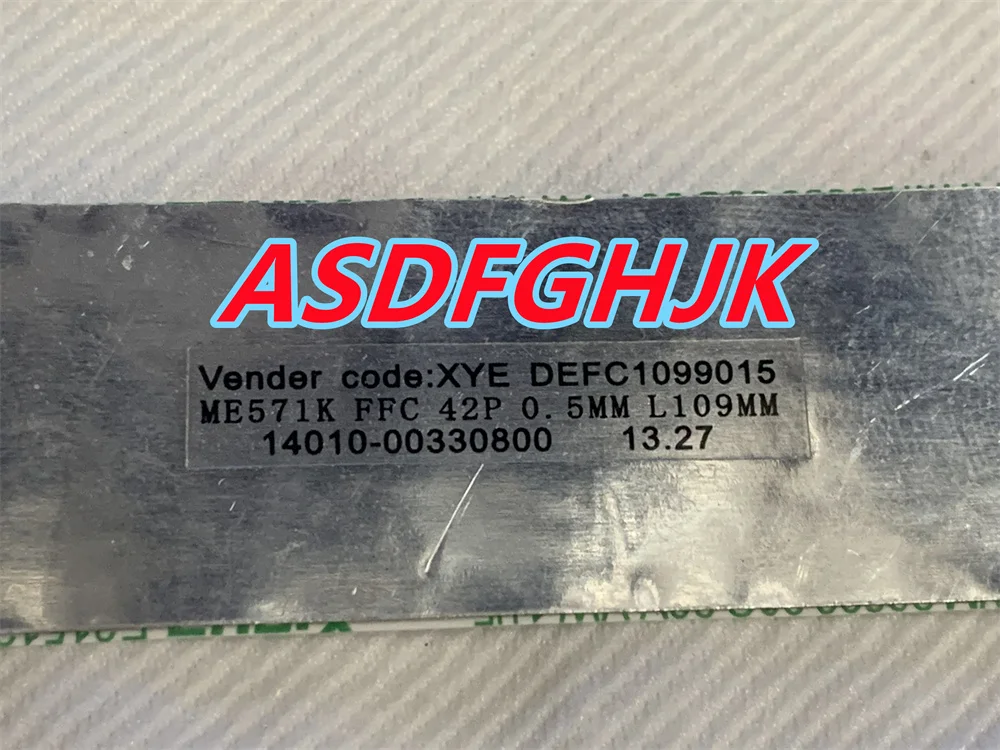 ASDFGHJK
Vender code:XYE DEFC1099015
ME571K FFC 42P 0.5MM L109MM
14010-00330800 13.27